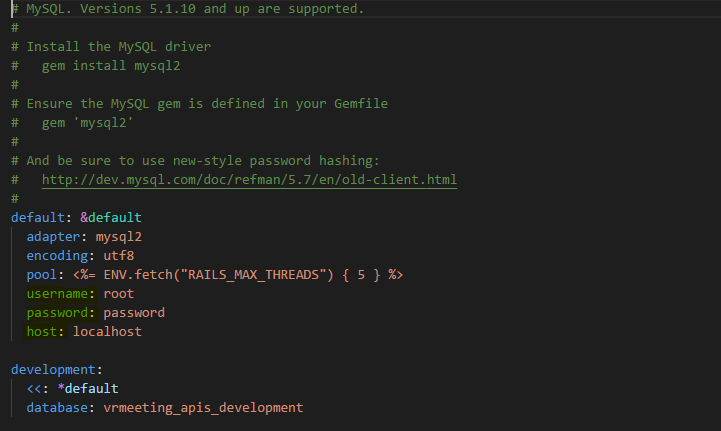 # MySQL. Versions 5.1.10 and up are supported.
#
# Install the MySQL driver
#   gem install mysql2
#
# Ensure the MySQL gem is defined in your Gemfile
#   gem 'mysql2'
#
# And be sure to use new-style password hashing:
#   http://dev.mysql.com/doc/refman/5.7/en/old-client.html
#
default: &default
  adapter: mysql2
  encoding: utf8
  pool: <%= ENV.fetch("RAILS_MAX_THREADS") { 5 } %>
  username: root
  password: password
  host: localhost

development:
  <<: *default
  database: vrmeeting_apis_development